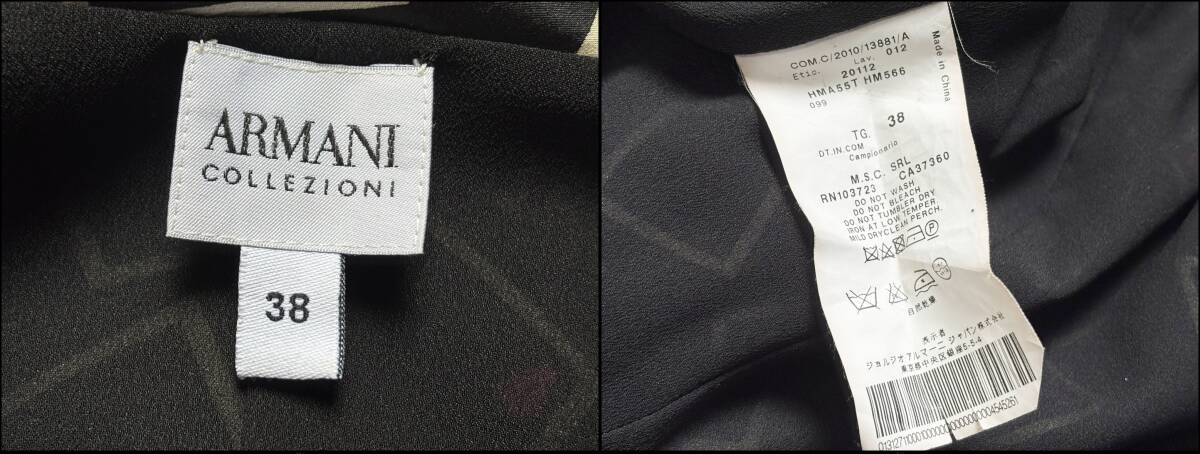 ARMANI
COLLEZIONI
38
COM.C/2010/13881/A
Etic. Lav.
20112 012
HMA55T HM566
099
Made in China
TG. 38
DT.IN.COM
Campionario
M.S.C. SRL
RN103723 CA37360
DO NOT WASH
DO NOT BLEACH
DO NOT TUMBLER DRY
IRON AT LOW TEMPER.
MILD DRYCLEAN PERCH.
自然乾燥
表示者
ジョルジオアルマーニ ジャパン株式会社
東京都中央区銀座5-5-4